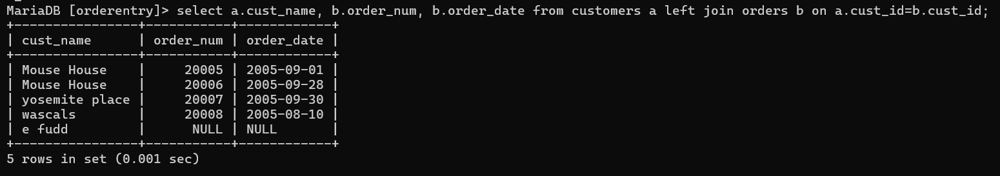 MariaDB [orderentry]> select a.cust_name, b.order_num, b.order_date from customers a left join orders b on a.cust_id=b.cust_id;
+----------------+-----------+------------+
| cust_name      | order_num | order_date |
+----------------+-----------+------------+
| Mouse House    |     20005 | 2005-09-01 |
| Mouse House    |     20006 | 2005-09-28 |
| yosemite place |     20007 | 2005-09-30 |
| wascals        |     20008 | 2005-08-10 |
| e fudd         |      NULL | NULL       |
+----------------+-----------+------------+
5 rows in set (0.001 sec)